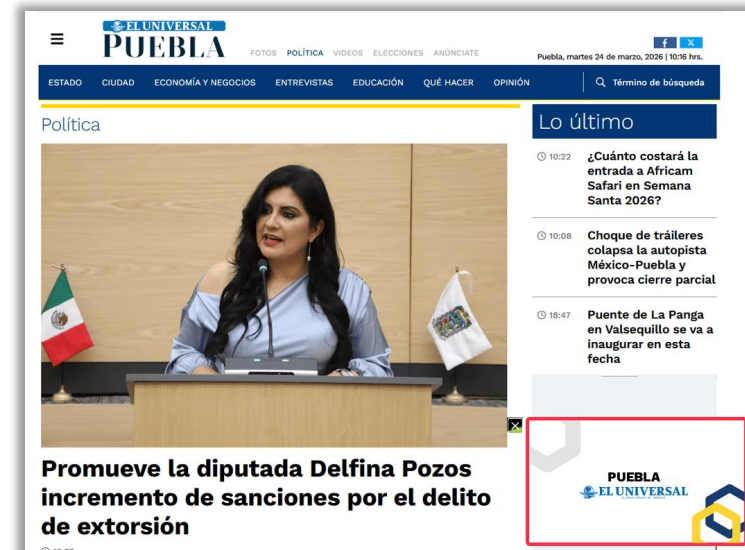 EL UNIVERSAL
PUEBLA
FOTOS POLÍTICA VIDEOS ELECCIONES ANÚNCIATE
Puebla, martes 24 de marzo, 2026 | 10:16 hrs.
ESTADO CIUDAD ECONOMÍA Y NEGOCIOS ENTREVISTAS EDUCACIÓN QUÉ HACER OPINIÓN Término de búsqueda
Política
Promueve la diputada Delfina Pozos
incremento de sanciones por el delito
de extorsión
Lo último
10:22 ¿Cuánto costará la
entrada a Africam
Safari en Semana
Santa 2026?
10:08 Choque de tráileres
colapsa la autopista
México-Puebla y
provoca cierre parcial
18:47 Puente de La Panga
en Valsequillo se va a
inaugurar en esta
fecha
PUEBLA
EL UNIVERSAL